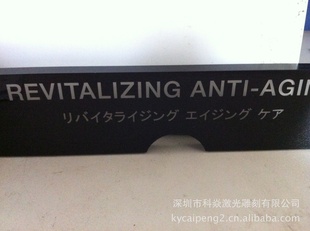 REVITALIZING ANTI-AGIN
リバイタライジング エイジング ケア
深圳市科焱激光雕刻有限公司
kycaipeng2.cn.alibaba.com